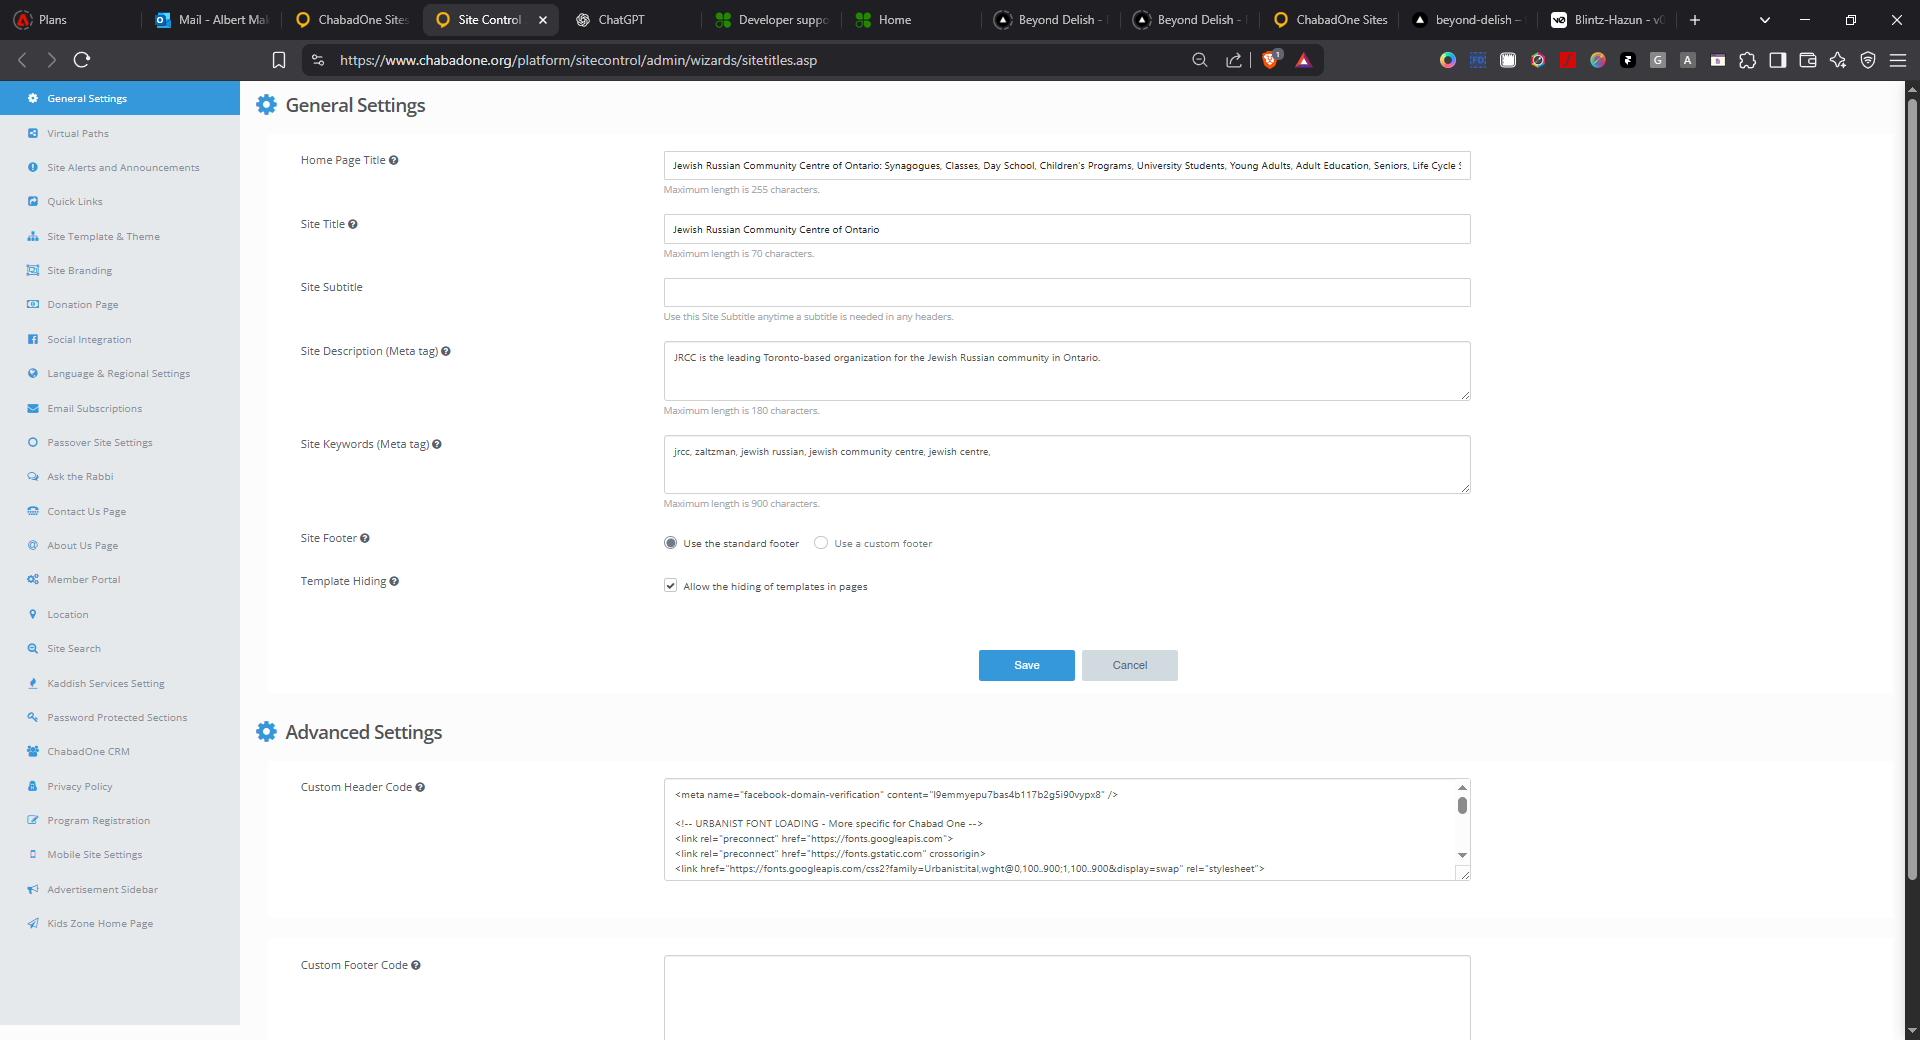 Plans
Mail - Albert Mak
ChabadOne Sites
Site Control
ChatGPT
Developer suppo
Home
Beyond Delish -
Beyond Delish -
ChabadOne Sites
beyond-delish –
Blintz-Hazun - v0
https://www.chabadone.org/platform/sitecontrol/admin/wizards/sitetitles.asp
General Settings
Virtual Paths
Site Alerts and Announcements
Quick Links
Site Template & Theme
Site Branding
Donation Page
Social Integration
Language & Regional Settings
Email Subscriptions
Passover Site Settings
Ask the Rabbi
Contact Us Page
About Us Page
Member Portal
Location
Site Search
Kaddish Services Setting
Password Protected Sections
ChabadOne CRM
Privacy Policy
Program Registration
Mobile Site Settings
Advertisement Sidebar
Kids Zone Home Page
General Settings
Home Page Title
Jewish Russian Community Centre of Ontario: Synagogues, Classes, Day School, Children's Programs, University Students, Young Adults, Adult Education, Seniors, Life Cycle S
Maximum length is 255 characters.
Site Title
Jewish Russian Community Centre of Ontario
Maximum length is 70 characters.
Site Subtitle
Use this Site Subtitle anytime a subtitle is needed in any headers.
Site Description (Meta tag)
JRCC is the leading Toronto-based organization for the Jewish Russian community in Ontario.
Maximum length is 180 characters.
Site Keywords (Meta tag)
jrcc, zaltzman, jewish russian, jewish community centre, jewish centre,
Maximum length is 900 characters.
Site Footer
Use the standard footer
Use a custom footer
Template Hiding
Allow the hiding of templates in pages
Save
Cancel
Advanced Settings
Custom Header Code
<meta name="facebook-domain-verification" content="l9emmyepu7bas4b117b2g5i90vypx8" />
<!-- URBANIST FONT LOADING - More specific for Chabad One -->
<link rel="preconnect" href="https://fonts.googleapis.com">
<link rel="preconnect" href="https://fonts.gstatic.com" crossorigin>
<link href="https://fonts.googleapis.com/css2?family=Urbanist:ital,wght@0,100..900;1,100..900&display=swap" rel="stylesheet">
Custom Footer Code